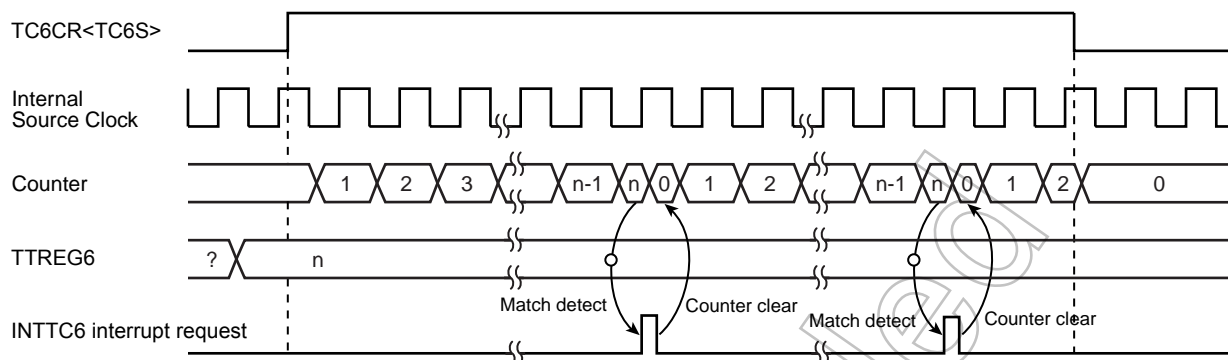 TC6CR<TC6S>
Internal
Source Clock
Counter
1 2 3 n-1 n 0 1 2 n-1 n 0 1 2 0
TTREG6
? n
Match detect Counter clear Match detect Counter clear
INTTC6 interrupt request